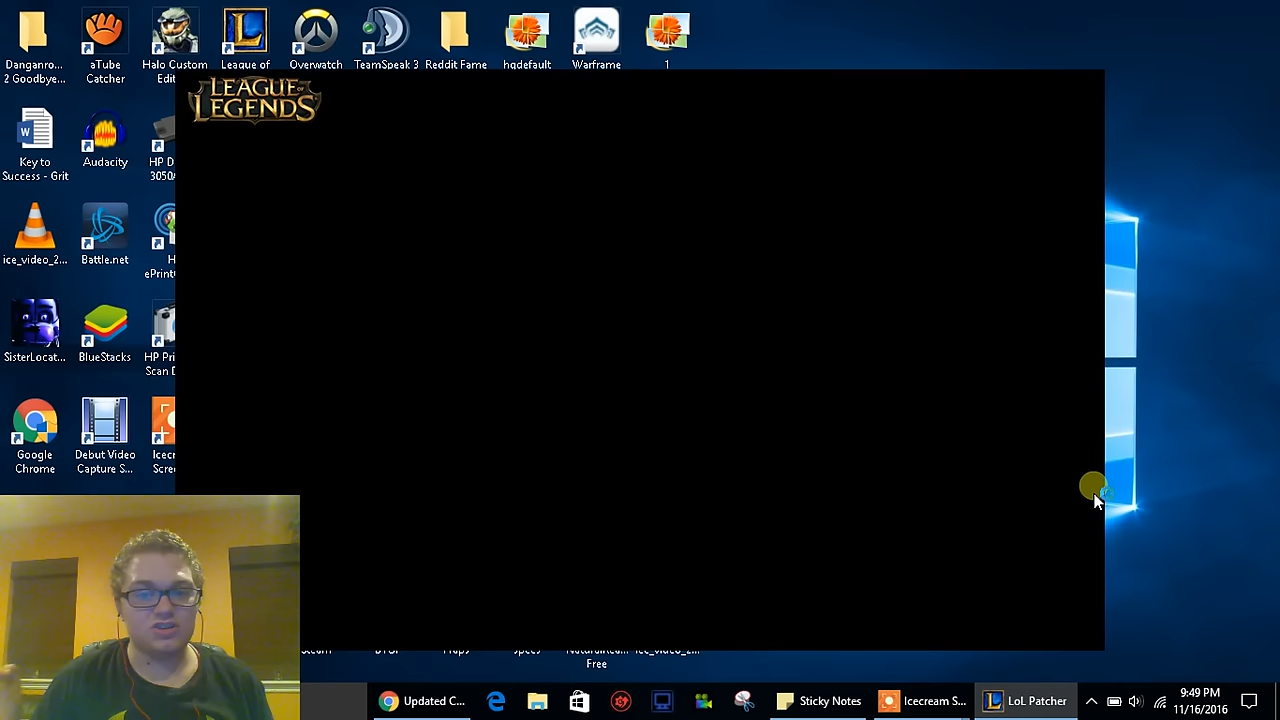 Danganro... aTube Halo Custom League of Overwatch TeamSpeak 3 Reddit Fame hqdefault Warframe 1
2 Goodbye... Catcher Edit...
LEAGUE OF
LEGENDS
Key to Audacity HP D
Success - Grit 3050A
ice_video_2... Battle.net H
ePrint
SisterLocat... BlueStacks HP Pri
Scan D
Google Debut Video Icecr
Chrome Capture S... Scre
Free
Updated C... Sticky Notes Icecream S... LoL Patcher
9:49 PM
11/16/2016